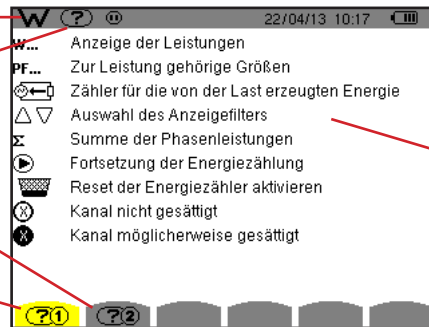 W ? 22/04/13 10:17
W... Anzeige der Leistungen
PF... Zur Leistung gehörige Größen
Zähler für die von der Last erzeugten Energie
Auswahl des Anzeigefilters
Σ Summe der Phasenleistungen
Fortsetzung der Energiezählung
Reset der Energiezähler aktivieren
X Kanal nicht gesättigt
X Kanal möglicherweise gesättigt
?1 ?2